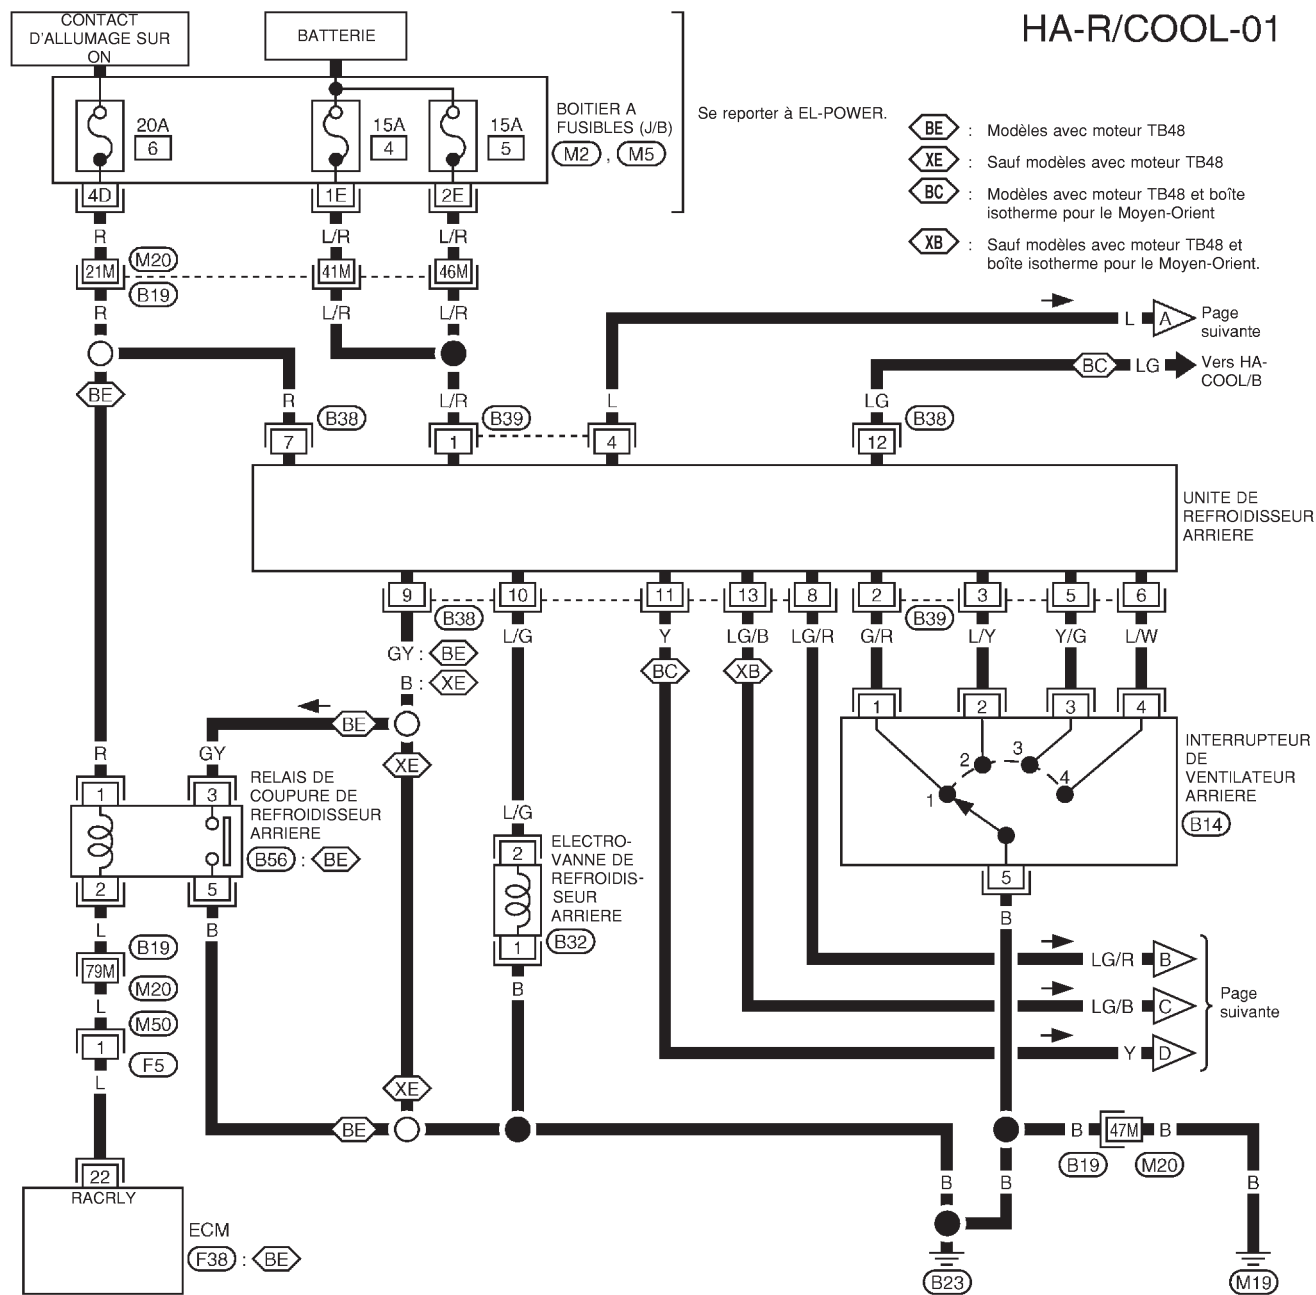 HA-R/COOL-01
CONTACT
D'ALLUMAGE SUR
ON
BATTERIE
20A
6
15A
4
15A
5
BOITIER A
FUSIBLES (J/B)
M2 , M5
Se reporter à EL-POWER.
BE : Modèles avec moteur TB48
XE : Sauf modèles avec moteur TB48
BC : Modèles avec moteur TB48 et boîte
isotherme pour le Moyen-Orient
XB : Sauf modèles avec moteur TB48 et
boîte isotherme pour le Moyen-Orient.
4D 1E 2E
R L/R L/R
21M M20 41M 46M
B19
R L/R L/R
L A Page
suivante
BC LG Vers HA-
COOL/B
BE
R L/R L LG
B38 B39 B38
7 1 4 12
UNITE DE
REFROIDISSEUR
ARRIERE
9 10 11 13 8 2 3 5 6
B38 B39
L/G Y LG/B LG/R G/R L/Y Y/G L/W
GY : BE
B : XE
BC XB
BE
XE
1 2 3 4
1 2 3 4
INTERRUPTEUR
DE
VENTILATEUR
ARRIERE
B14
5
B
R GY
1 3
RELAIS DE
COUPURE DE
REFROIDISSEUR
ARRIERE
B56 : BE
2 5
L/G
2
ELECTRO-
VANNE DE
REFROIDIS-
SEUR
ARRIERE
B32
1
B
L B
B19
79M
M20
L
M50
1
F5
L
LG/R B
LG/B C
Y D
Page
suivante
XE
BE
B 47M B
B19 M20
B B B
22
RACRLY
ECM
F38 : BE
B23
M19